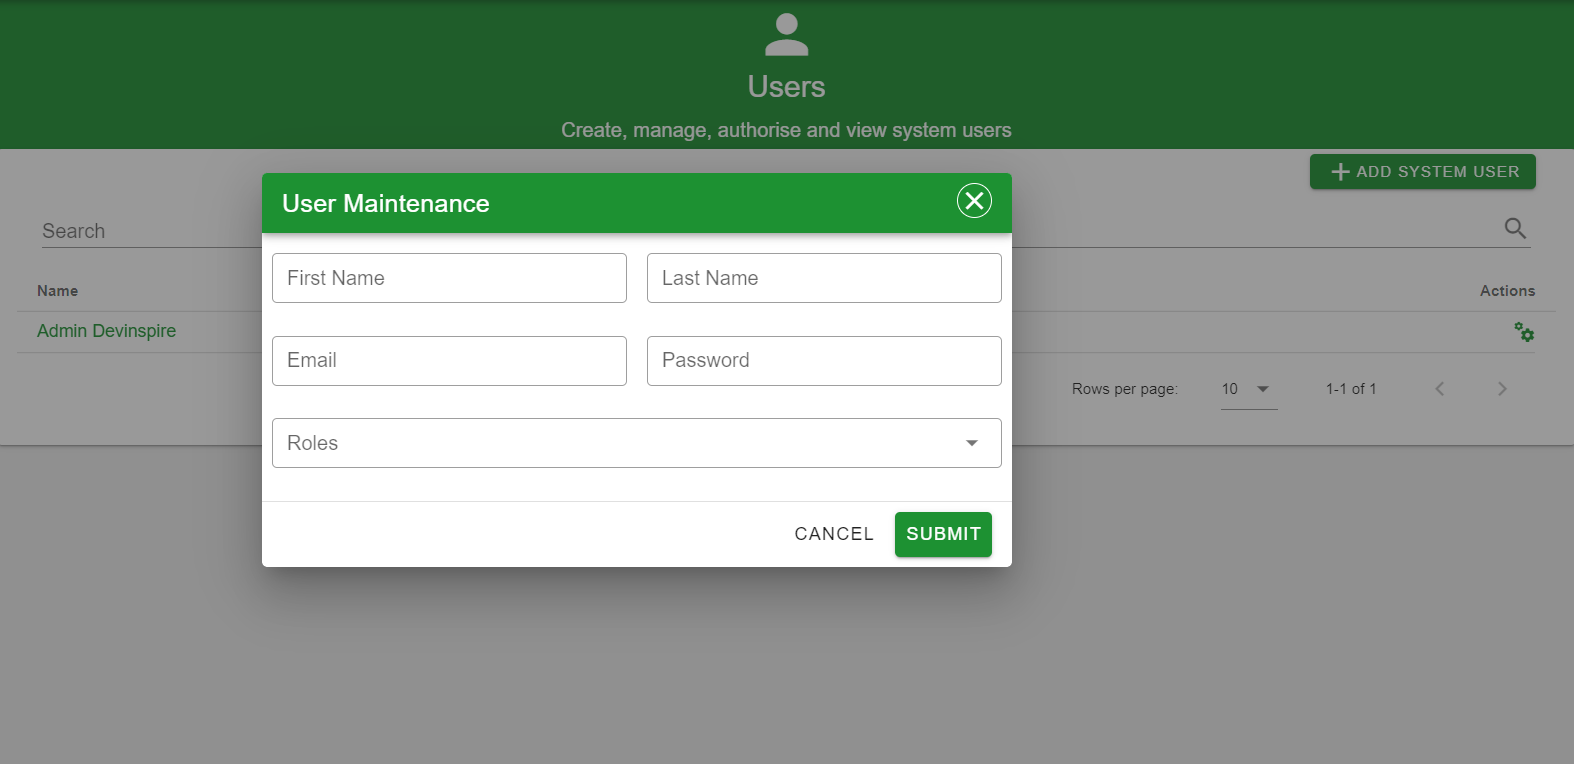 Users
Create, manage, authorise and view system users
ADD SYSTEM USER
User Maintenance
Search
First Name
Last Name
Name
Actions
Admin Devinspire
Email
Password
Rows per page:
10
1-1 of 1
Roles
CANCEL
SUBMIT